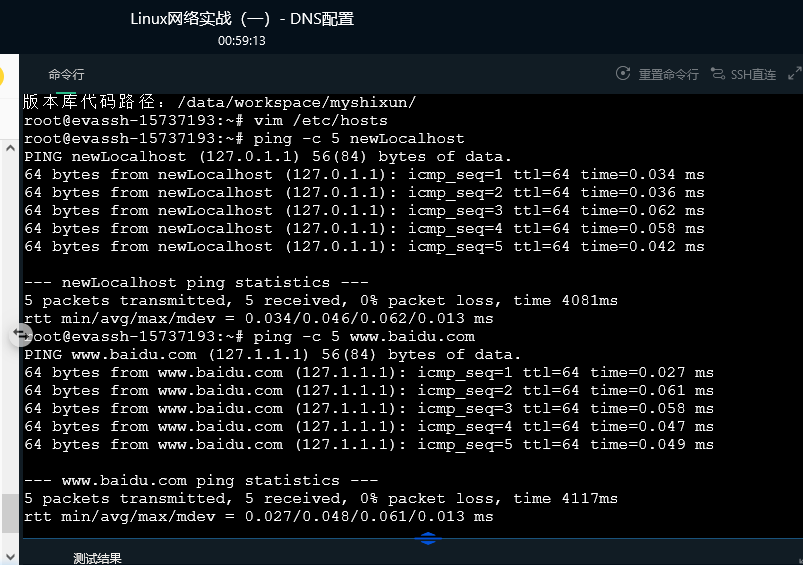 Linux网络实战（一）- DNS配置
00:59:13
命令行
重置命令行
SSH直连
版本库代码路径：/data/workspace/myshixun/
root@evassh-15737193:~# vim /etc/hosts
root@evassh-15737193:~# ping -c 5 newLocalhost
PING newLocalhost (127.0.1.1) 56(84) bytes of data.
64 bytes from newLocalhost (127.0.1.1): icmp_seq=1 ttl=64 time=0.034 ms
64 bytes from newLocalhost (127.0.1.1): icmp_seq=2 ttl=64 time=0.036 ms
64 bytes from newLocalhost (127.0.1.1): icmp_seq=3 ttl=64 time=0.062 ms
64 bytes from newLocalhost (127.0.1.1): icmp_seq=4 ttl=64 time=0.058 ms
64 bytes from newLocalhost (127.0.1.1): icmp_seq=5 ttl=64 time=0.042 ms
--- newLocalhost ping statistics ---
5 packets transmitted, 5 received, 0% packet loss, time 4081ms
rtt min/avg/max/mdev = 0.034/0.046/0.062/0.013 ms
root@evassh-15737193:~# ping -c 5 www.baidu.com
PING www.baidu.com (127.1.1.1) 56(84) bytes of data.
64 bytes from www.baidu.com (127.1.1.1): icmp_seq=1 ttl=64 time=0.027 ms
64 bytes from www.baidu.com (127.1.1.1): icmp_seq=2 ttl=64 time=0.061 ms
64 bytes from www.baidu.com (127.1.1.1): icmp_seq=3 ttl=64 time=0.058 ms
64 bytes from www.baidu.com (127.1.1.1): icmp_seq=4 ttl=64 time=0.047 ms
64 bytes from www.baidu.com (127.1.1.1): icmp_seq=5 ttl=64 time=0.049 ms
--- www.baidu.com ping statistics ---
5 packets transmitted, 5 received, 0% packet loss, time 4117ms
rtt min/avg/max/mdev = 0.027/0.048/0.061/0.013 ms
测试结果